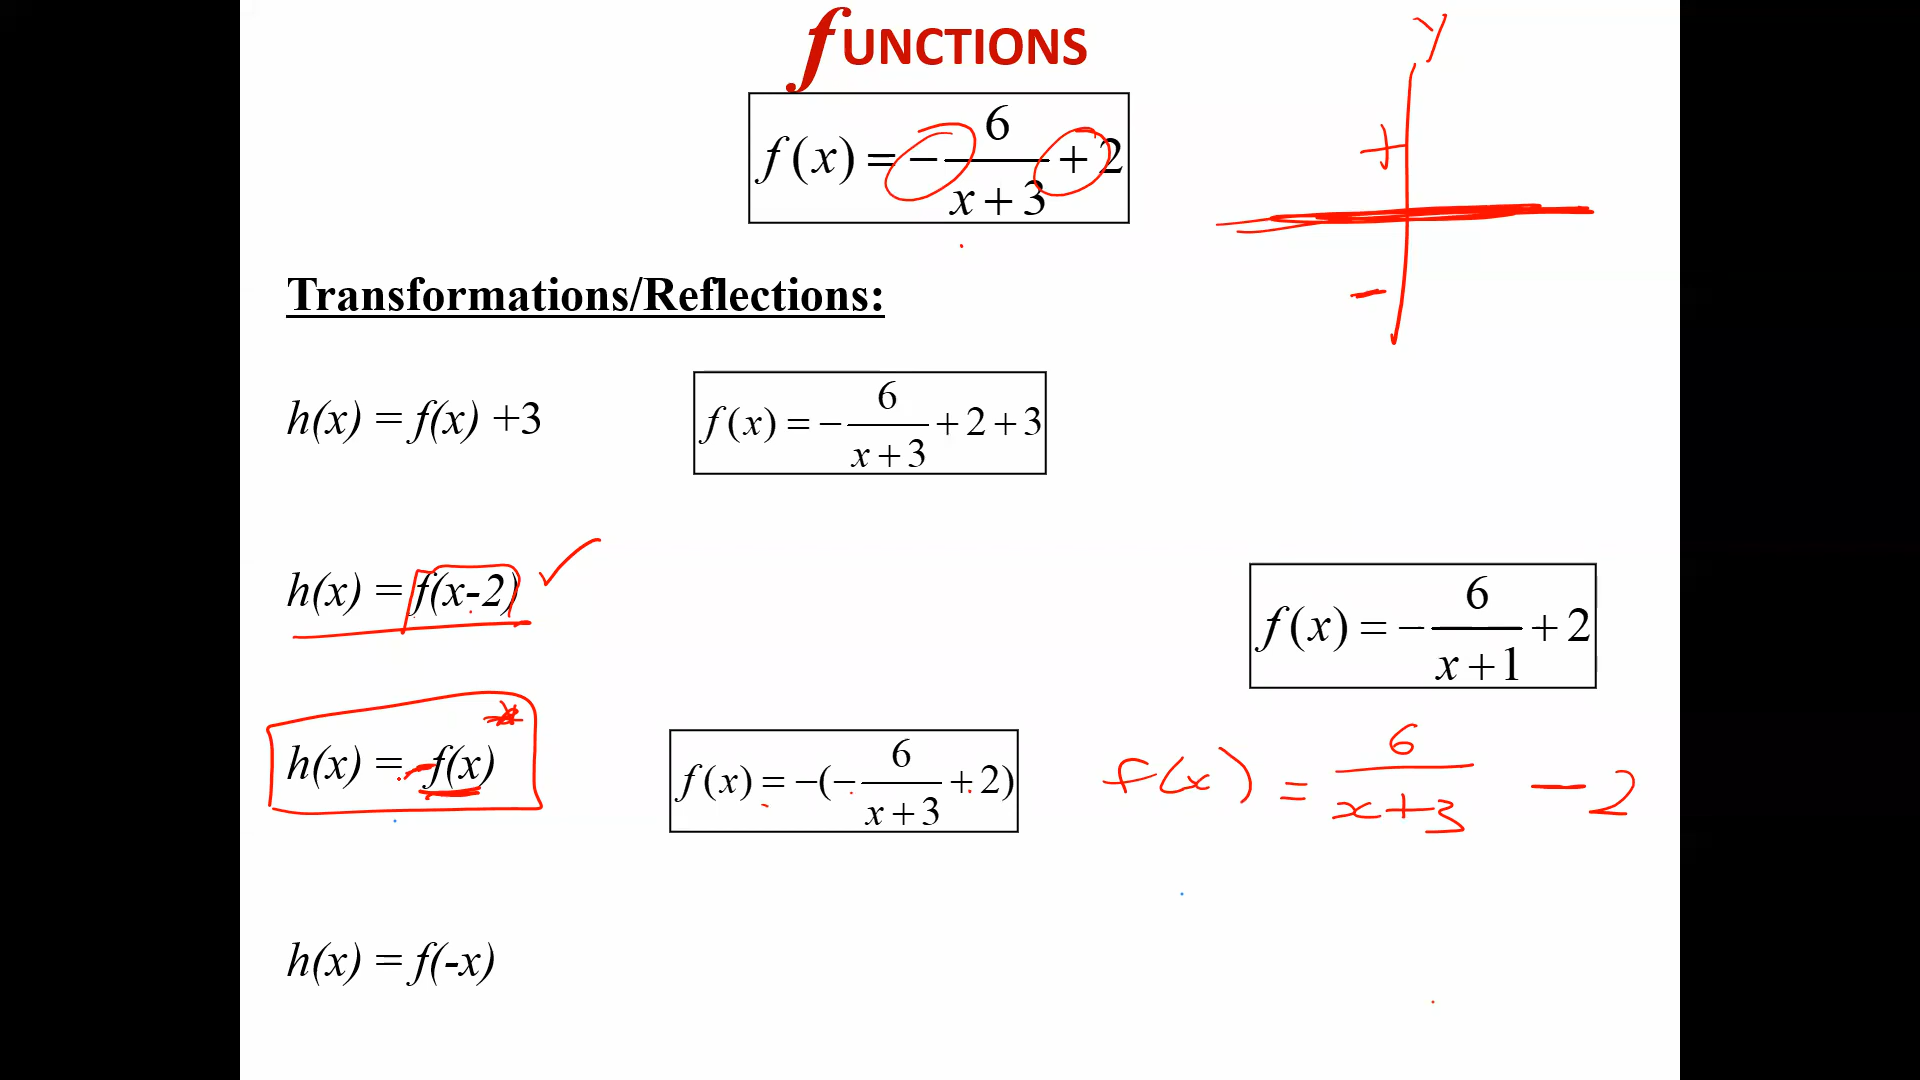 fUNCTIONS
y
f(x) = -6/(x+3) + 2
+
-
Transformations/Reflections:
h(x) = f(x) +3
f(x) = -6/(x+3) + 2 + 3
h(x) = f(x-2)
f(x) = -6/(x+1) + 2
h(x) = -f(x)
f(x) = -(-6/(x+3) + 2)
f(x) = 6/(x+3) - 2
h(x) = f(-x)